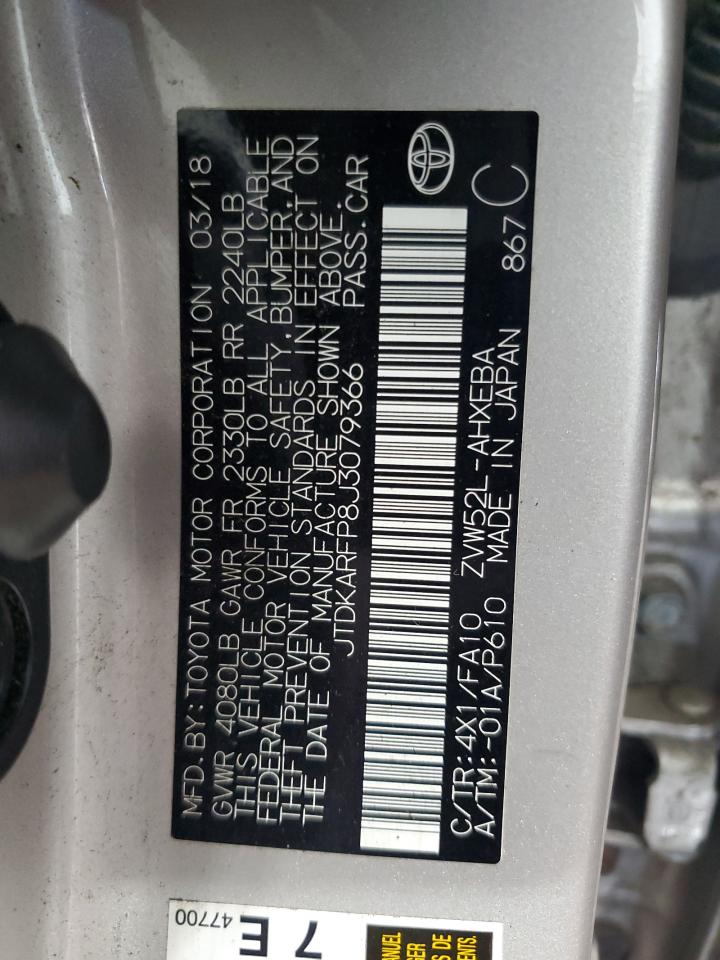 MFD. BY: TOYOTA MOTOR CORPORATION 03/18
GVWR 4080LB GAWR FR 2330LB RR 2240LB
THIS VEHICLE CONFORMS TO ALL APPLICABLE
FEDERAL MOTOR VEHICLE SAFETY, BUMPER, AND
THEFT PREVENTION STANDARDS IN EFFECT ON
THE DATE OF MANUFACTURE SHOWN ABOVE.
JTDKARFP8J3079366 PASS. CAR
C/TR: 4X1/FA10 ZVW52L-AHXEBA
A/TM: -01A/P610 MADE IN JAPAN 867 C
47700
7 E